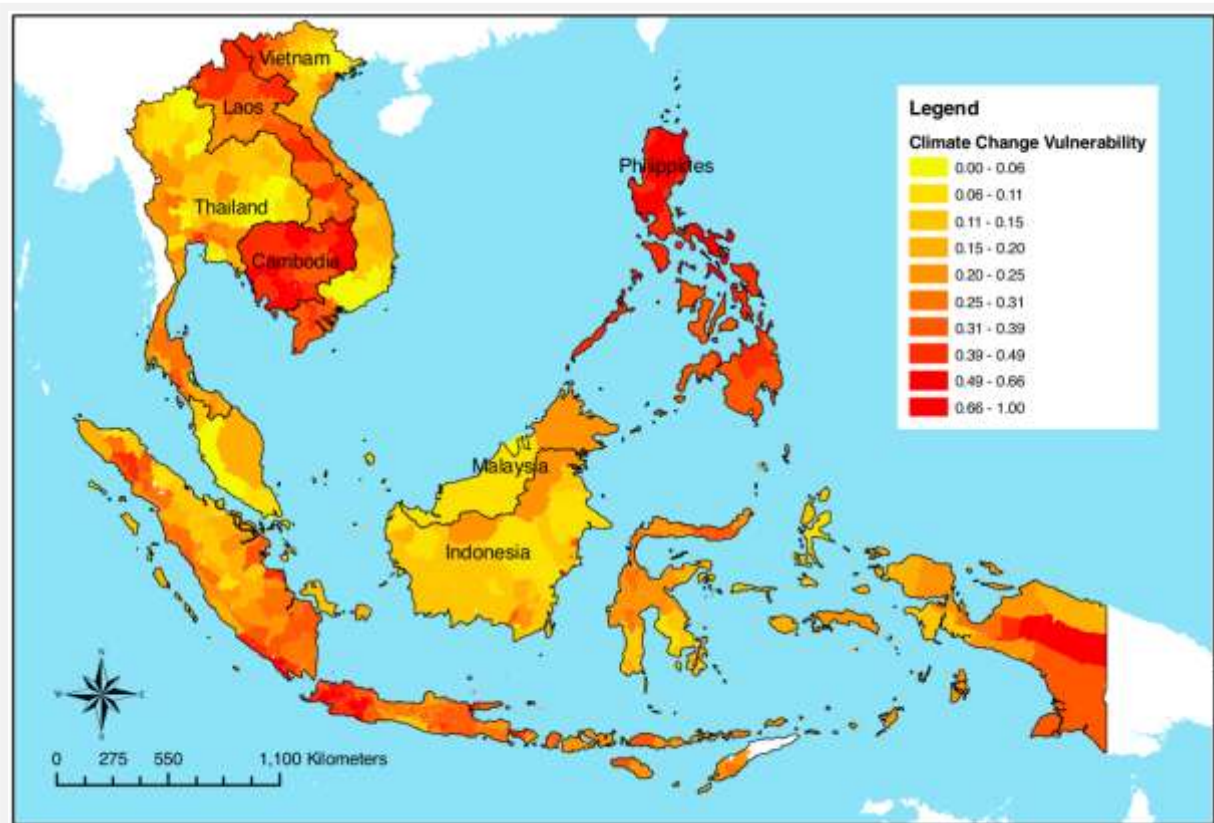 Vietnam
Laos
Philippines
Thailand
Cambodia
Malaysia
Indonesia
Legend
Climate Change Vulnerability
0.00 - 0.06
0.06 - 0.11
0.11 - 0.15
0.15 - 0.20
0.20 - 0.25
0.25 - 0.31
0.31 - 0.39
0.39 - 0.49
0.49 - 0.66
0.66 - 1.00
N
W E
S
0 275 550 1,100 Kilometers